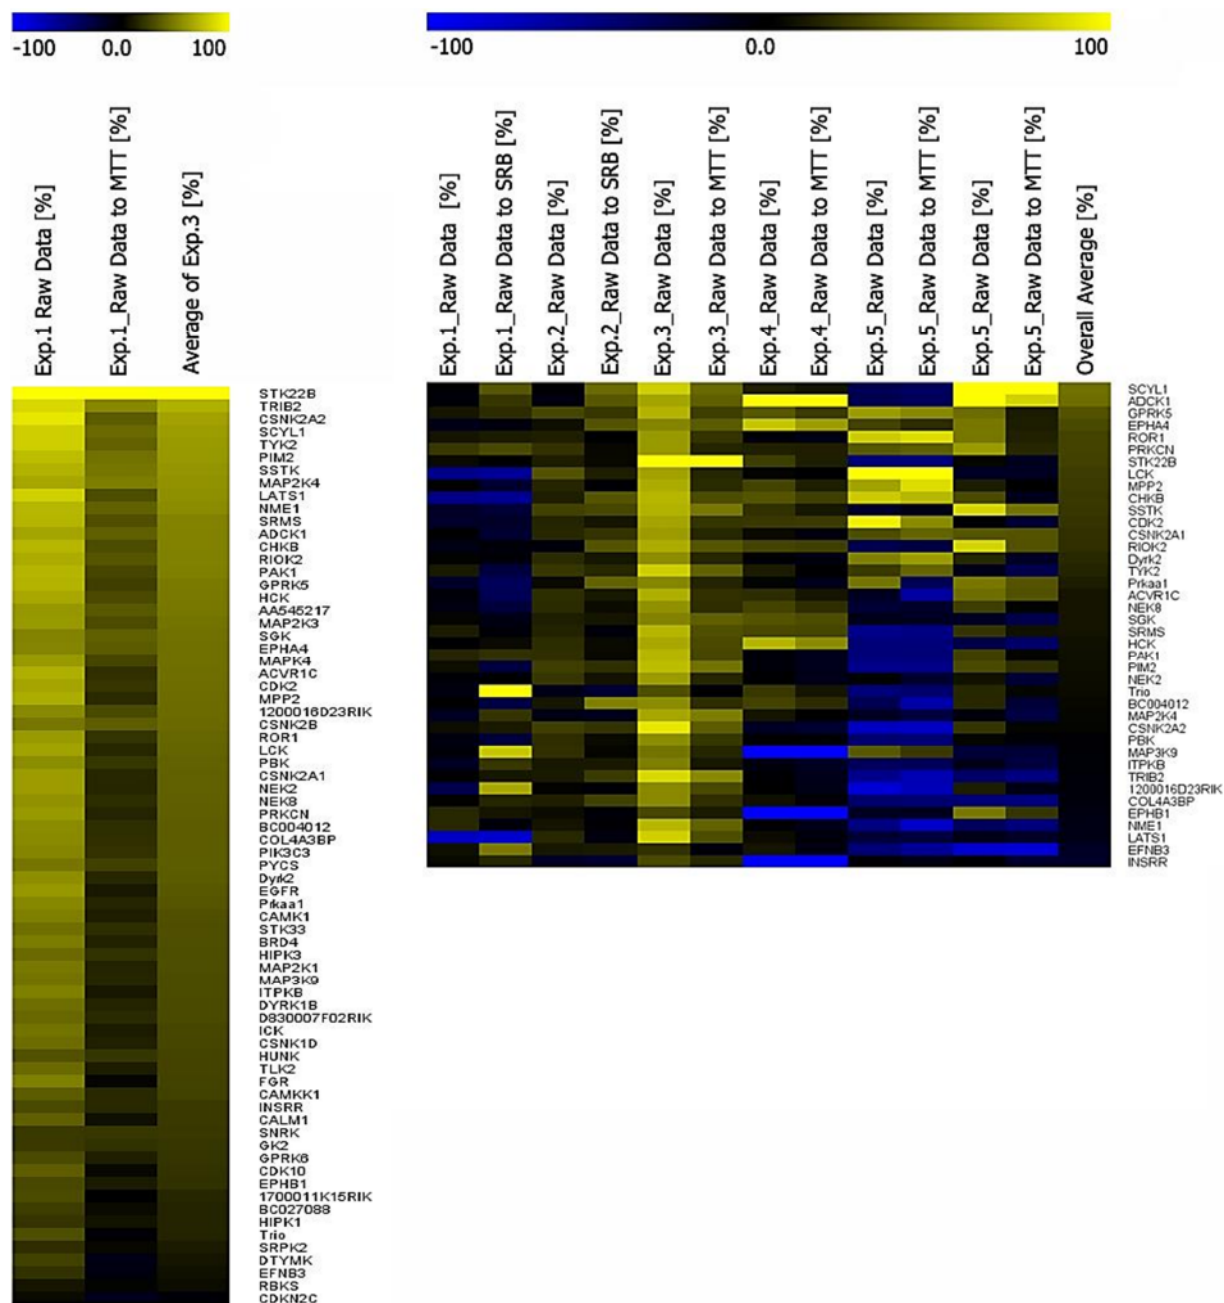 -100 0.0 100
-100 0.0 100
Exp.1 Raw Data [%]
Exp.1_Raw Data to MTT [%]
Average of Exp.3 [%]
Exp.1_Raw Data [%]
Exp.1_Raw Data to SRB [%]
Exp.2_Raw Data [%]
Exp.2_Raw Data to SRB [%]
Exp.3_Raw Data [%]
Exp.3_Raw Data to MTT [%]
Exp.4_Raw Data [%]
Exp.4_Raw Data to MTT [%]
Exp.5_Raw Data [%]
Exp.5_Raw Data to MTT [%]
Exp.5_Raw Data [%]
Exp.5_Raw Data to MTT [%]
Overall Average [%]
STK22B
TRIB2
CSNK2A2
SCYL1
TYK2
PIM2
SSTK
MAP2K4
LATS1
NME1
SRMS
ADCK1
CHKB
RIOK2
PAK1
GPRK5
HCK
AA545217
MAP2K3
SGK
EPHA4
MAPK4
ACVR1C
CDK2
MPP2
1200016D23RIK
CSNK2B
ROR1
LCK
PBK
CSNK2A1
NEK2
NEK8
PRKCN
BC004012
COL4A3BP
PIK3C3
PYCS
Dyrk2
EGFR
Prkaa1
CAMK1
STK33
BRD4
HIPK3
MAP2K1
MAP3K9
ITPKB
DYRK1B
D830007F02RIK
ICK
CSNK1D
HUNK
TLK2
FGR
CAMKK1
INSRR
CALM1
SNRK
GK2
GPRK6
CDK10
EPHB1
1700011K15RIK
BC027088
HIPK1
Trio
SRPK2
DTYMK
EFNB3
RBKS
CDKN2C
SCYL1
ADCK1
GPRK5
EPHA4
ROR1
PRKCN
STK22B
LCK
MPP2
CHKB
SSTK
CDK2
CSNK2A1
RIOK2
Dyrk2
TYK2
Prkaa1
ACVR1C
NEK8
SGK
SRMS
HCK
PAK1
PIM2
NEK2
Trio
BC004012
MAP2K4
CSNK2A2
PBK
MAP3K9
ITPKB
TRIB2
1200016D23RIK
COL4A3BP
EPHB1
NME1
LATS1
EFNB3
INSRR